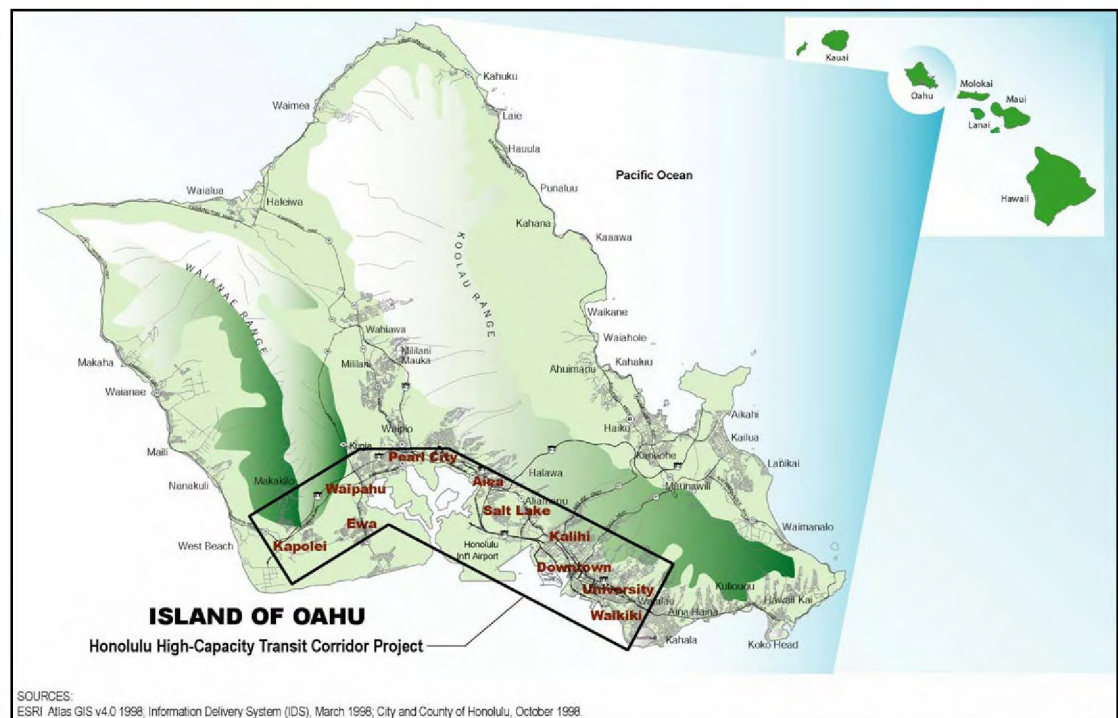 Kauai
Oahu
Molokai
Maui
Lanai
Hawaii
Pacific Ocean
Kahuku
Waimea
Laie
Hauula
Punaluu
Waialua
Haleiwa
Kahana
Kaaawa
KOOLAU RANGE
WAIANAE RANGE
Waikane
Waiahole
Wahiawa
Kahaluu
Mililani
Mauka
Mililani
Ahuimanu
Makaha
Waianae
Aikahi
Haiku
Kailua
Waipio
Kaneohe
Maili
Kunia
Pearl City
Halawa
Lanikai
Maunawili
Nanakuli
Makakilo
Waipahu
Aiea
Aliamanu
Salt Lake
Ewa
Waimanalo
West Beach
Kapolei
Honolulu
Int'l Airport
Kalihi
Downtown
Kuliouou
University
Waialae
Hawaii Kai
Aina Haina
Waikiki
Kahala
Koko Head
ISLAND OF OAHU
Honolulu High-Capacity Transit Corridor Project
SOURCES:
ESRI Atlas GIS v4.0 1998; Information Delivery System (IDS), March 1998; City and County of Honolulu, October 1998.